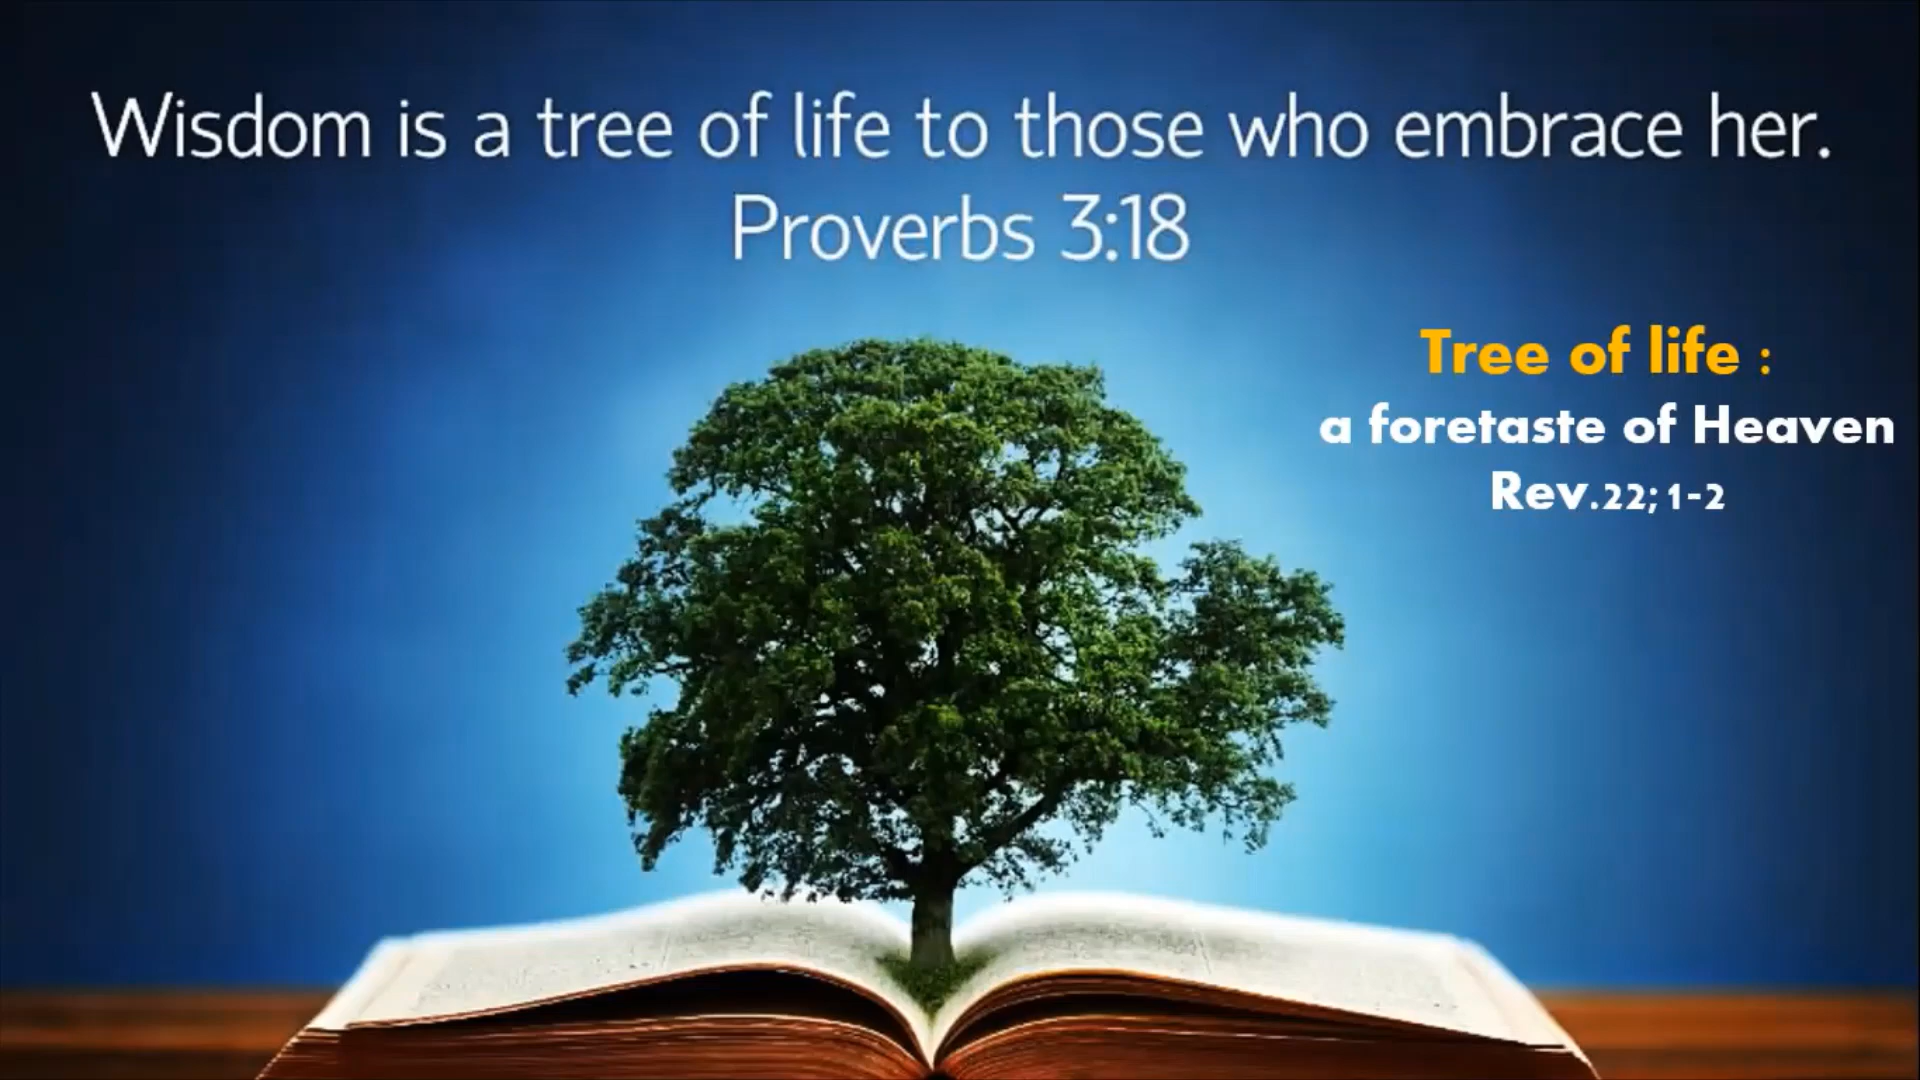 Wisdom is a tree of life to those who embrace her.
Proverbs 3:18
Tree of life :
a foretaste of Heaven
Rev.22;1-2